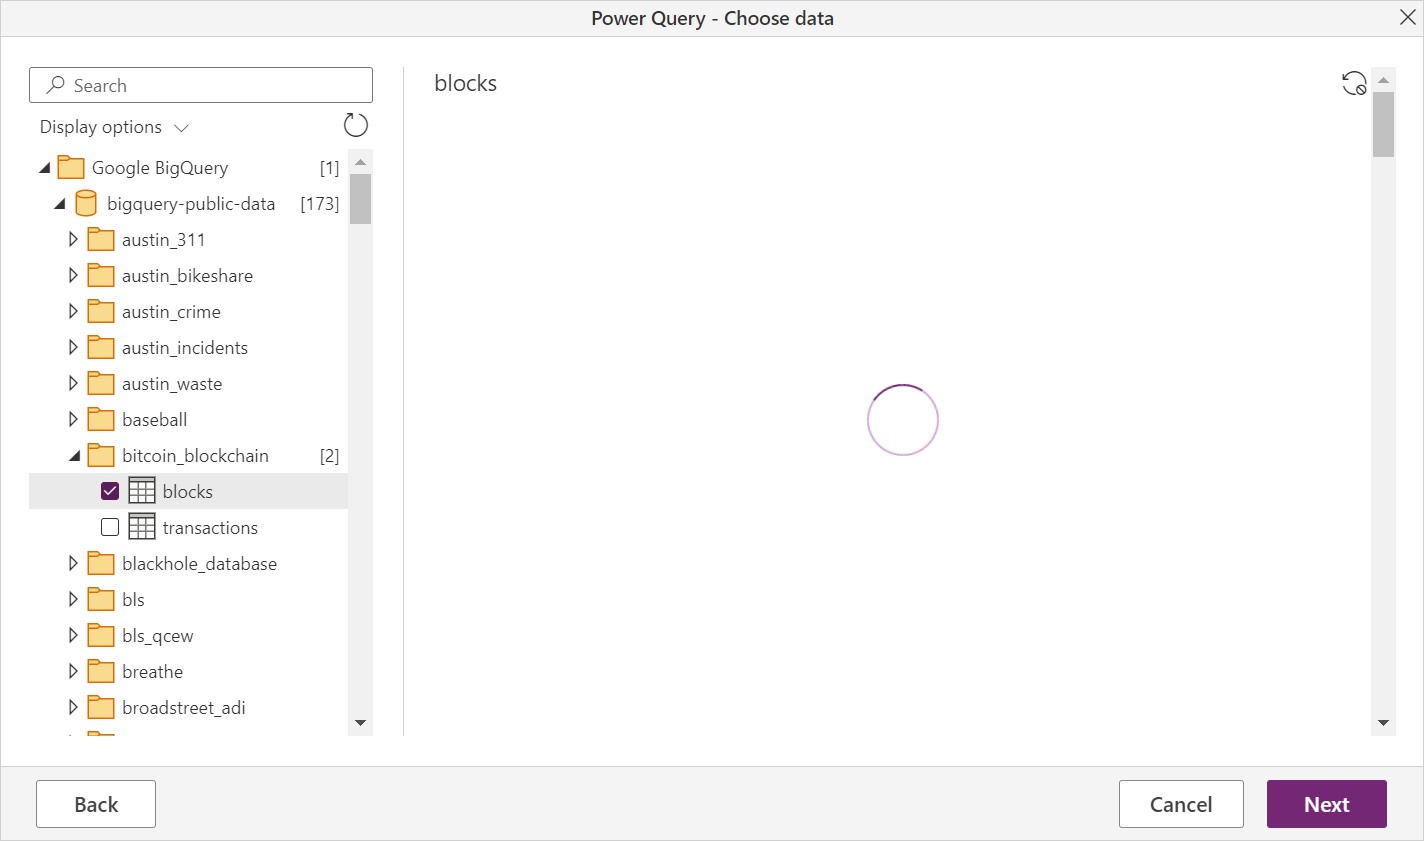 Power Query - Choose data
Search
Display options
Google BigQuery [1]
bigquery-public-data [173]
austin_311
austin_bikeshare
austin_crime
austin_incidents
austin_waste
baseball
bitcoin_blockchain [2]
blocks
transactions
blackhole_database
bls
bls_qcew
breathe
broadstreet_adi
blocks
Back
Cancel
Next